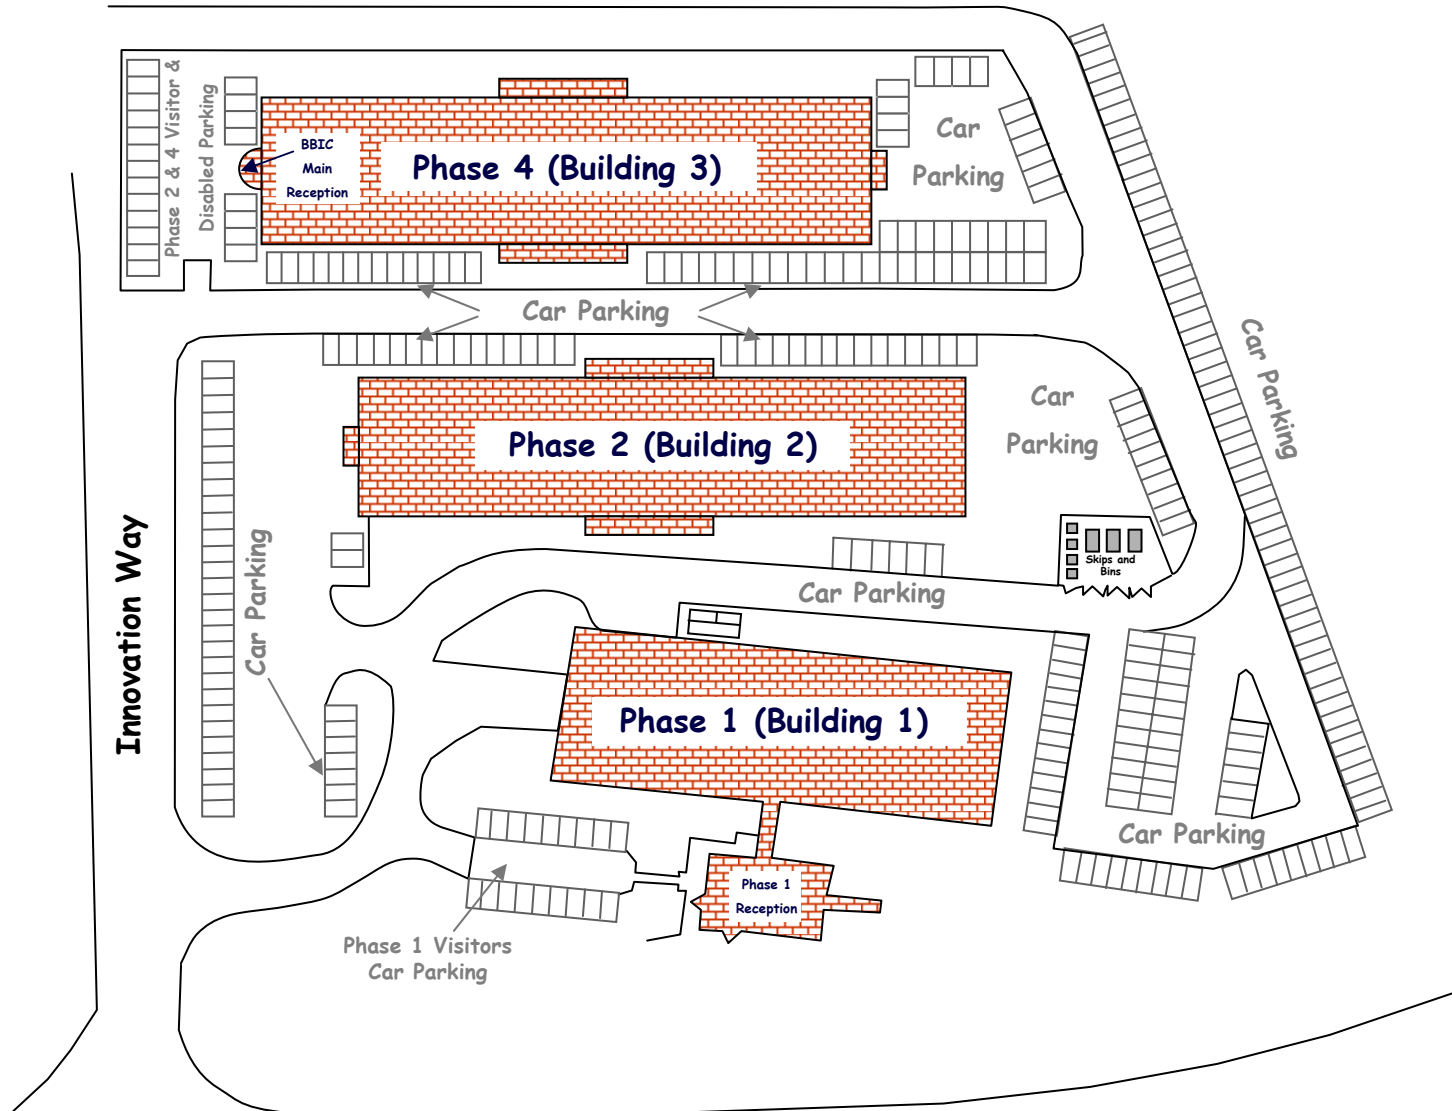 Phase 2 & 4 Visitor &
Disabled Parking
BBIC
Main
Reception
Phase 4 (Building 3)
Car
Parking
Car Parking
Car Parking
Phase 2 (Building 2)
Car
Parking
Innovation Way
Car Parking
Skips and
Bins
Car Parking
Phase 1 (Building 1)
Car Parking
Phase 1
Reception
Phase 1 Visitors
Car Parking